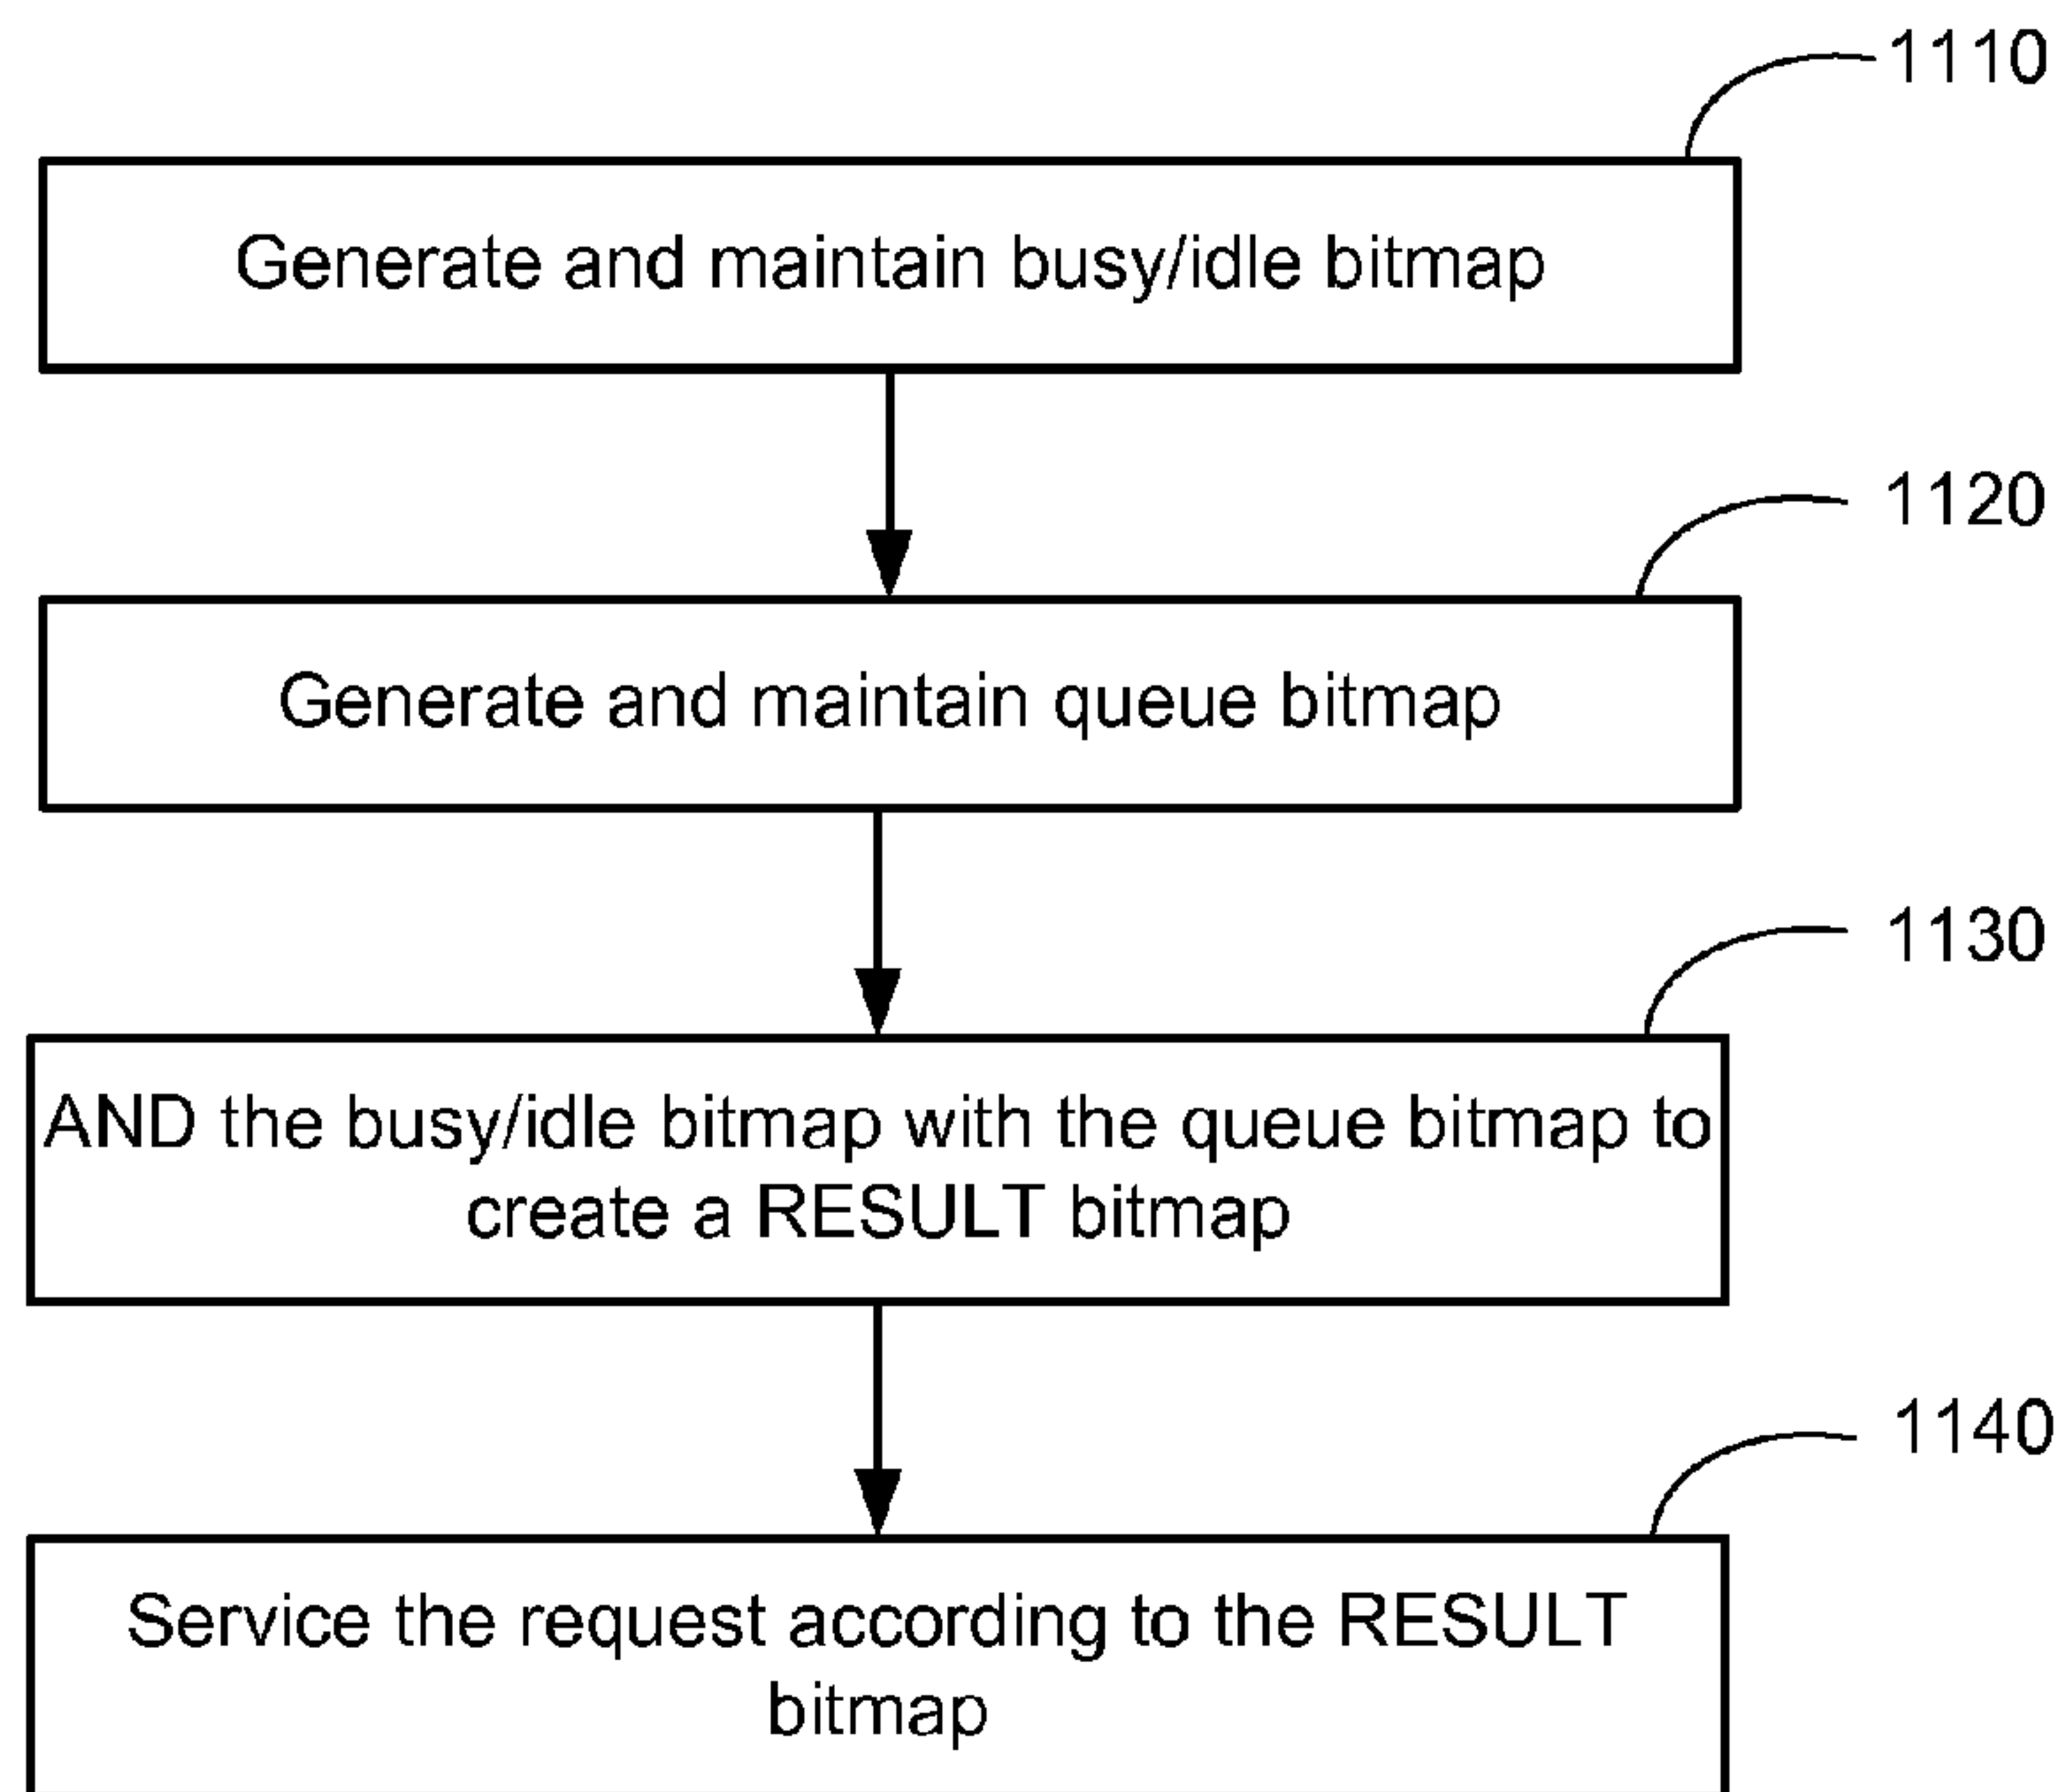 1110
Generate and maintain busy/idle bitmap
1120
Generate and maintain queue bitmap
1130
AND the busy/idle bitmap with the queue bitmap to
create a RESULT bitmap
1140
Service the request according to the RESULT
bitmap